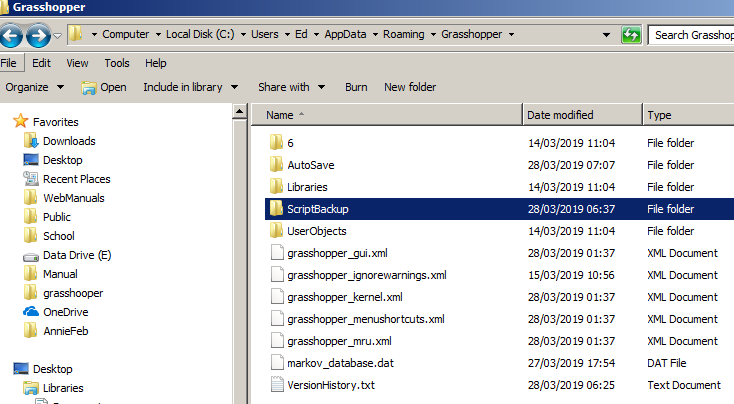 Grasshopper
Computer Local Disk (C:) Users Ed AppData Roaming Grasshopper Search Grasshop
File Edit View Tools Help
Organize Open Include in library Share with Burn New folder
Favorites
Downloads
Desktop
Recent Places
WebManuals
Public
School
Data Drive (E)
Manual
grasshooper
OneDrive
AnnieFeb
Desktop
Libraries
Name Date modified Type
6 14/03/2019 11:04 File folder
AutoSave 28/03/2019 07:07 File folder
Libraries 14/03/2019 11:04 File folder
ScriptBackup 28/03/2019 06:37 File folder
UserObjects 14/03/2019 11:04 File folder
grasshopper_gui.xml 28/03/2019 01:37 XML Document
grasshopper_ignorewarnings.xml 15/03/2019 10:56 XML Document
grasshopper_kernel.xml 28/03/2019 01:37 XML Document
grasshopper_menushortcuts.xml 28/03/2019 01:37 XML Document
grasshopper_mru.xml 28/03/2019 01:37 XML Document
markov_database.dat 27/03/2019 17:54 DAT File
VersionHistory.txt 28/03/2019 06:25 Text Document